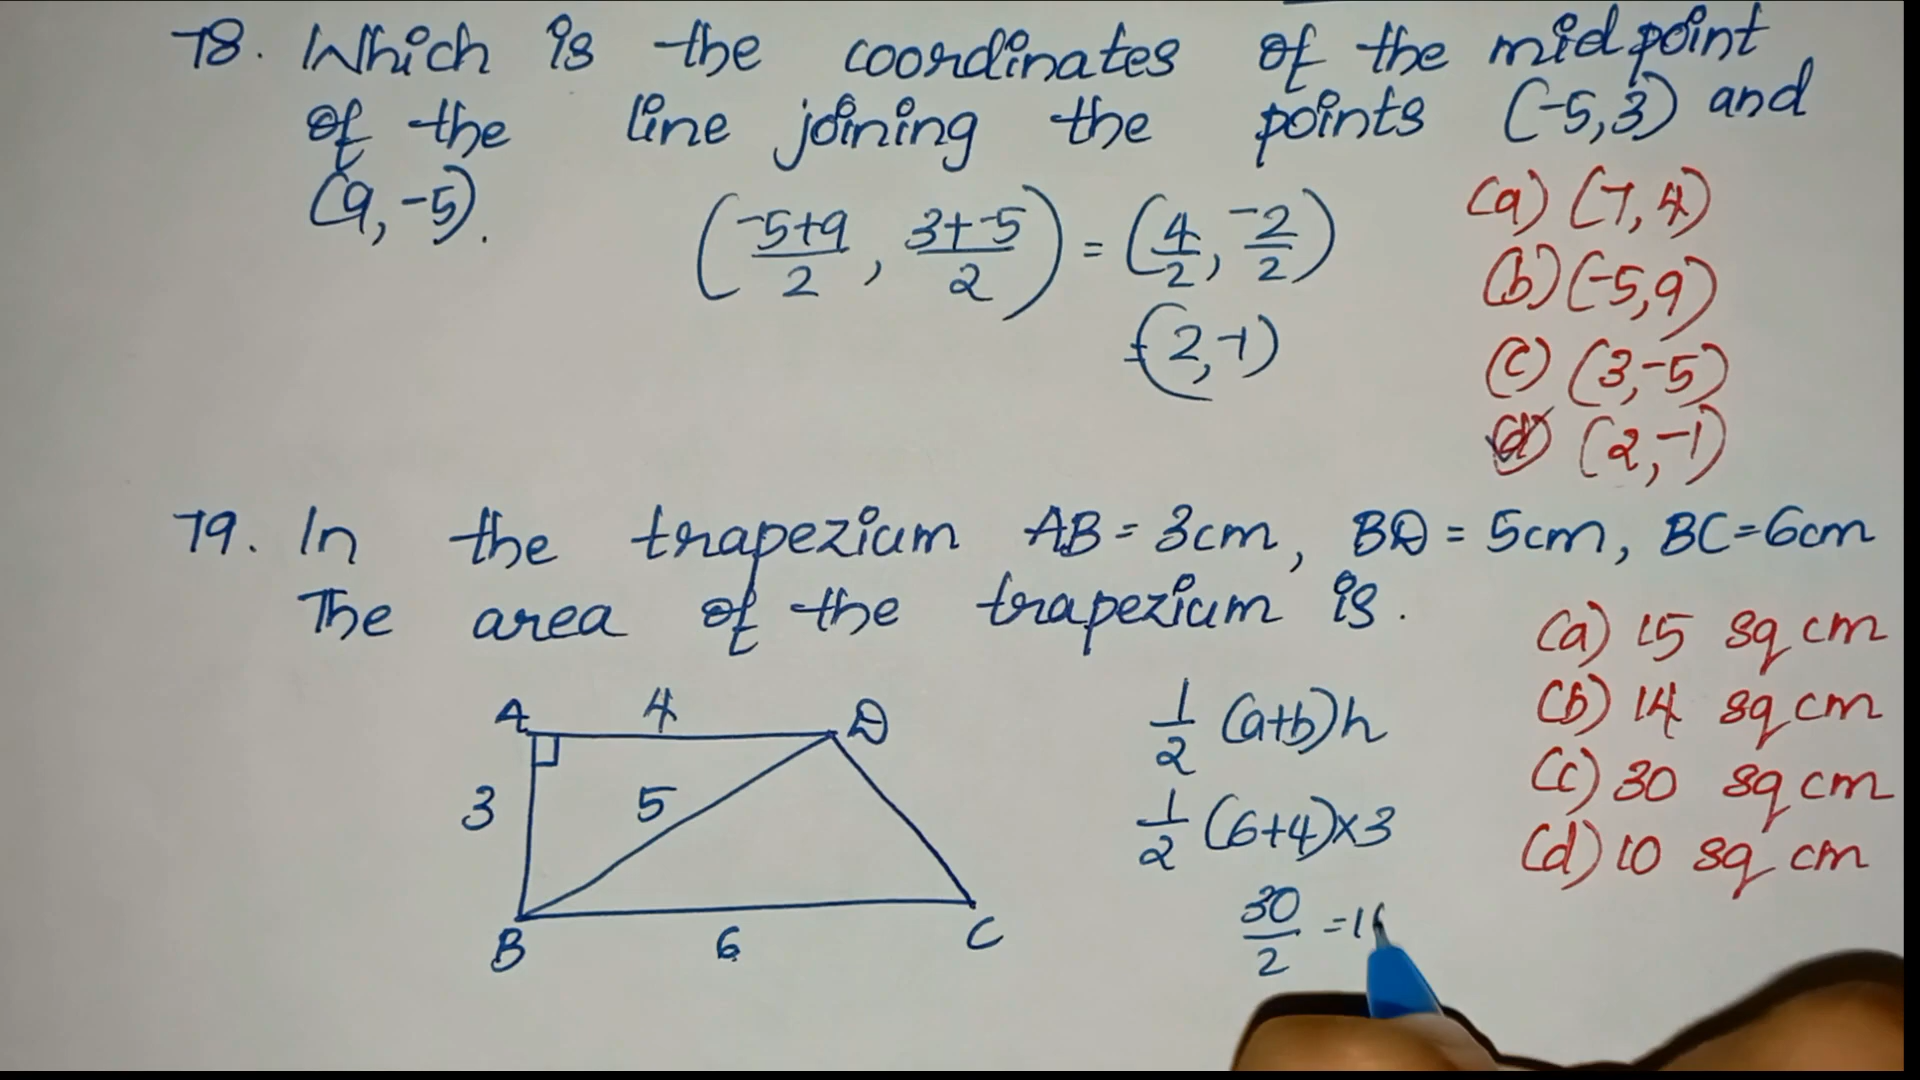 78. Which is the coordinates of the midpoint
of the line joining the points (-5,3) and
(9,-5).
(-5+9/2, 3+-5/2) = (4/2, -2/2)
=(2,-1)
(a) (7,4)
(b) (-5,9)
(c) (3,-5)
(d) (2,-1)
79. In the trapezium AB = 3cm, BD = 5cm, BC=6cm
The area of the trapezium is.
A 4 D
3 5
B 6 C
1/2 (a+b)h
1/2 (6+4)×3
30/2 =1
(a) 15 sq cm
(b) 14 sq cm
(c) 30 sq cm
(d) 10 sq cm